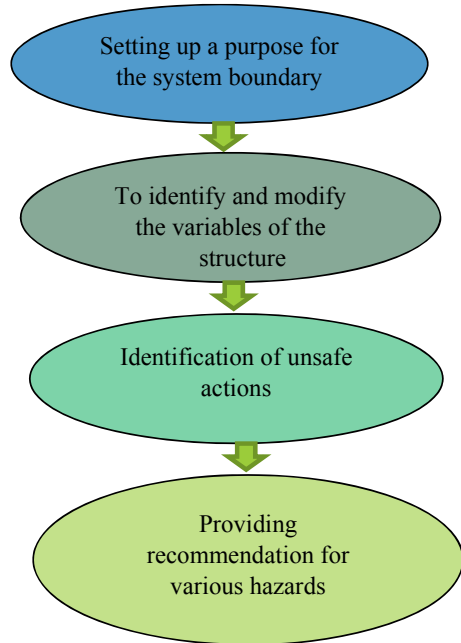 Setting up a purpose for
the system boundary
To identify and modify
the variables of the
structure
Identification of unsafe
actions
Providing
recommendation for
various hazards